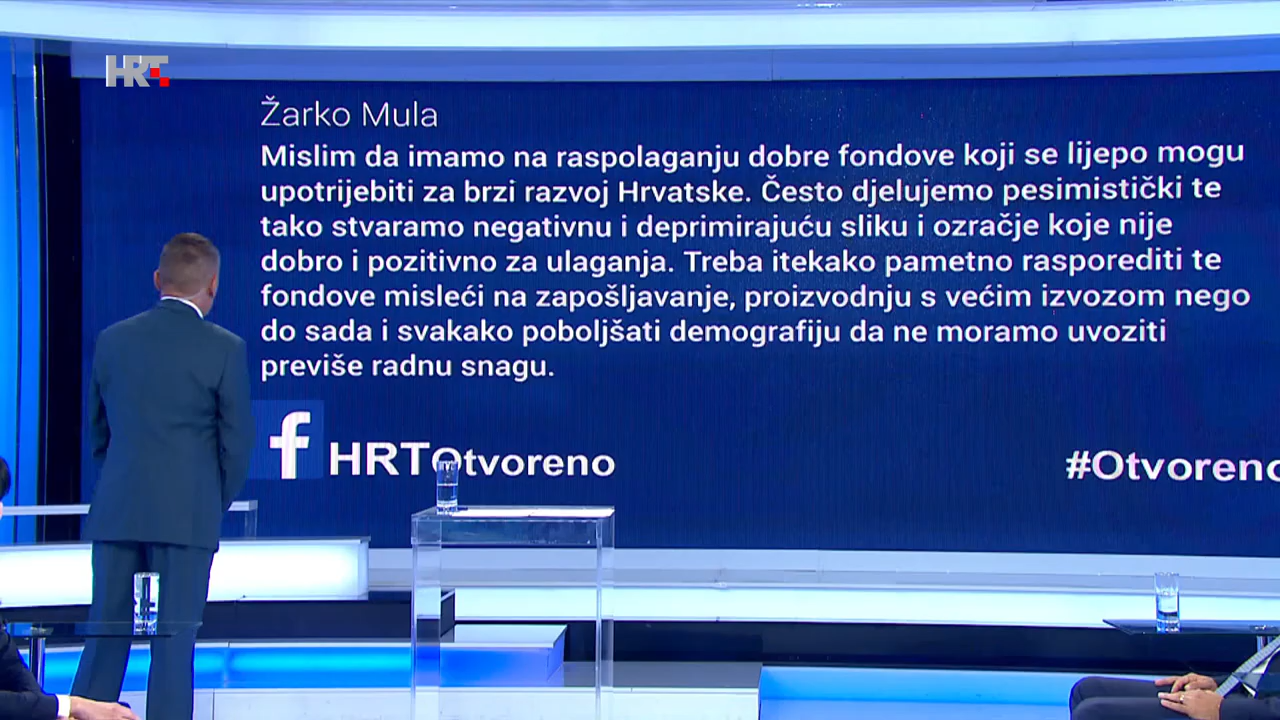 HRT
Žarko Mula
Mislim da imamo na raspolaganju dobre fondove koji se lijepo mogu
upotrijebiti za brzi razvoj Hrvatske. Često djelujemo pesimistički te
tako stvaramo negativnu i deprimirajuću sliku i ozračje koje nije
dobro i pozitivno za ulaganja. Treba itekako pametno rasporediti te
fondove misleći na zapošljavanje, proizvodnju s većim izvozom nego
do sada i svakako poboljšati demografiju da ne moramo uvoziti
previše radnu snagu.
f HRTOtvoreno
#Otvoreno